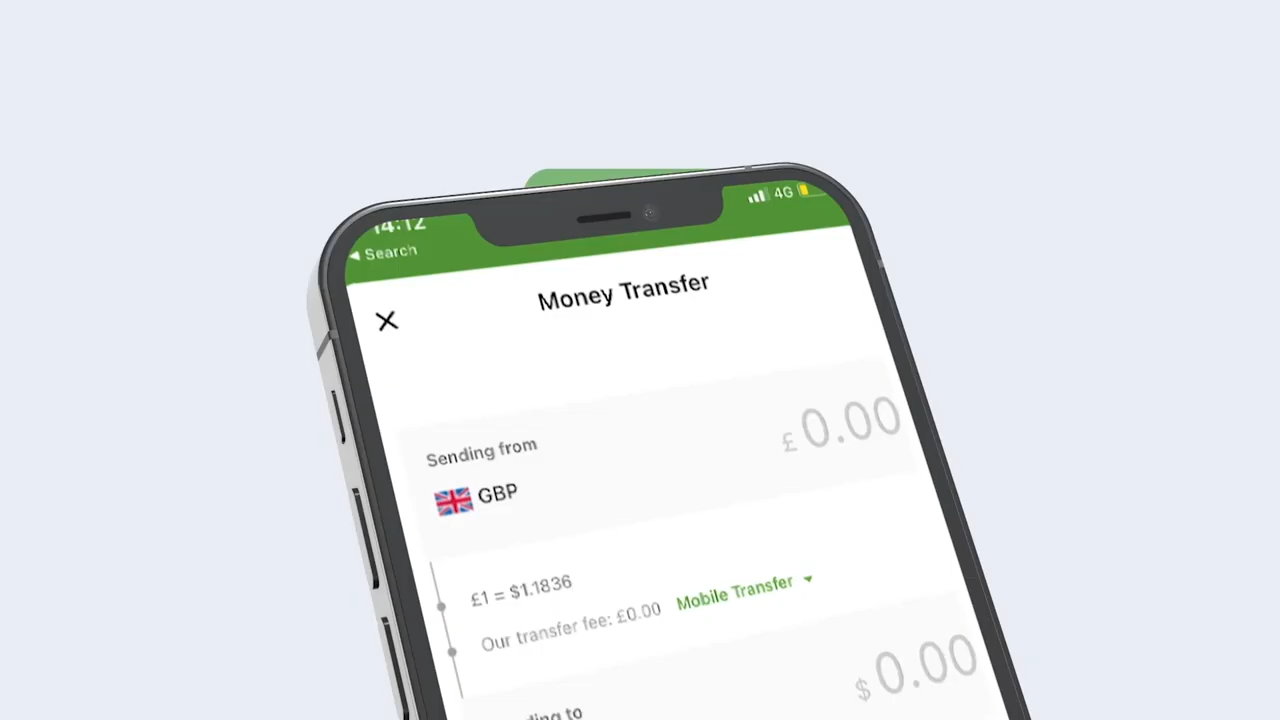 14:12
4G
Search
Money Transfer
£0.00
Sending from
GBP
£1 = $1.1836
Our transfer fee: £0.00 Mobile Transfer
$0.00
to